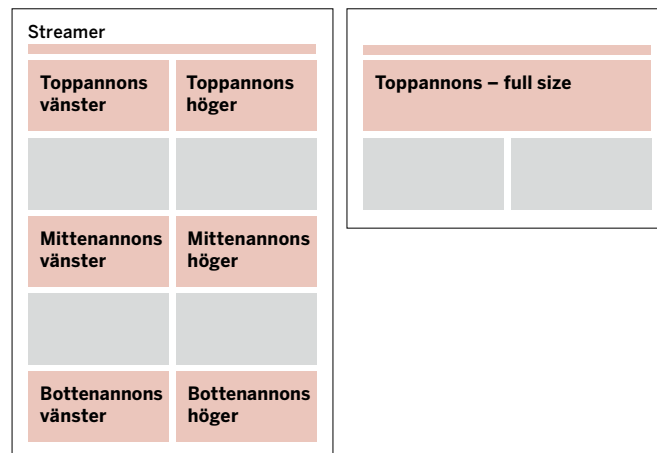 Streamer
Toppannons
vänster
Toppannons
höger
Mittenannons
vänster
Mittenannons
höger
Bottenannons
vänster
Bottenannons
höger
Toppannons – full size